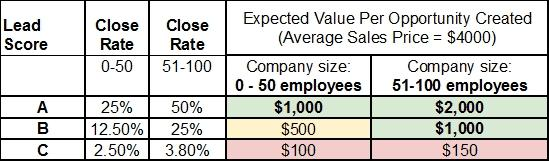 Lead Score Close Rate Close Rate Expected Value Per Opportunity Created
(Average Sales Price = $4000)
0-50 51-100 Company size: Company size:
0 - 50 employees 51-100 employees
A 25% 50% $1,000 $2,000
B 12.50% 25% $500 $1,000
C 2.50% 3.80% $100 $150